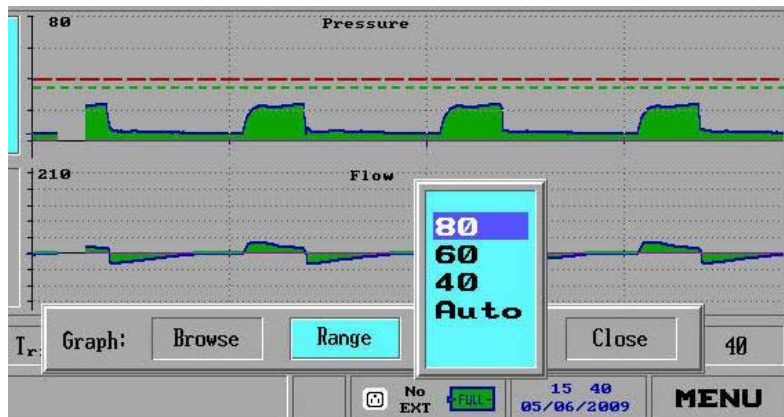 80 Pressure
210 Flow
80
60
40
Auto
Graph: Browse Range Close
Tr 40
No
EXT
FULL
15 40
05/06/2009
MENU